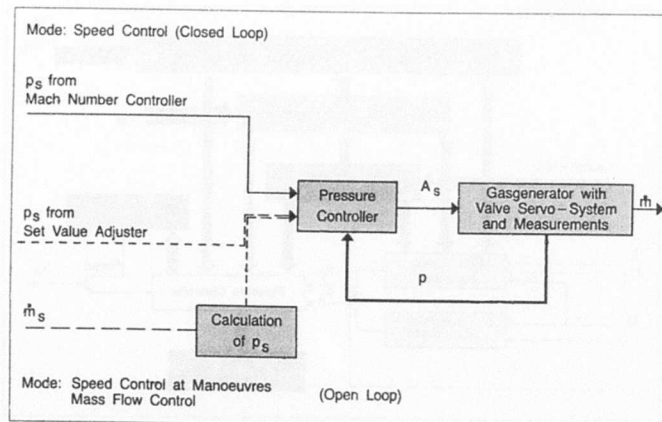 Mode: Speed Control (Closed Loop)
pS from
Mach Number Controller
Pressure
Controller
AS
Gasgenerator with
Valve Servo-System
and Measurements
ṁ
pS from
Set Value Adjuster
p
ṁS
Calculation
of pS
Mode: Speed Control at Manoeuvres
Mass Flow Control
(Open Loop)